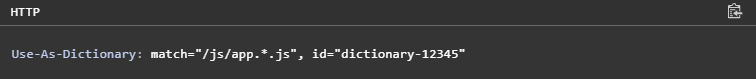 HTTP
Use-As-Dictionary: match="/js/app.*.js", id="dictionary-12345"